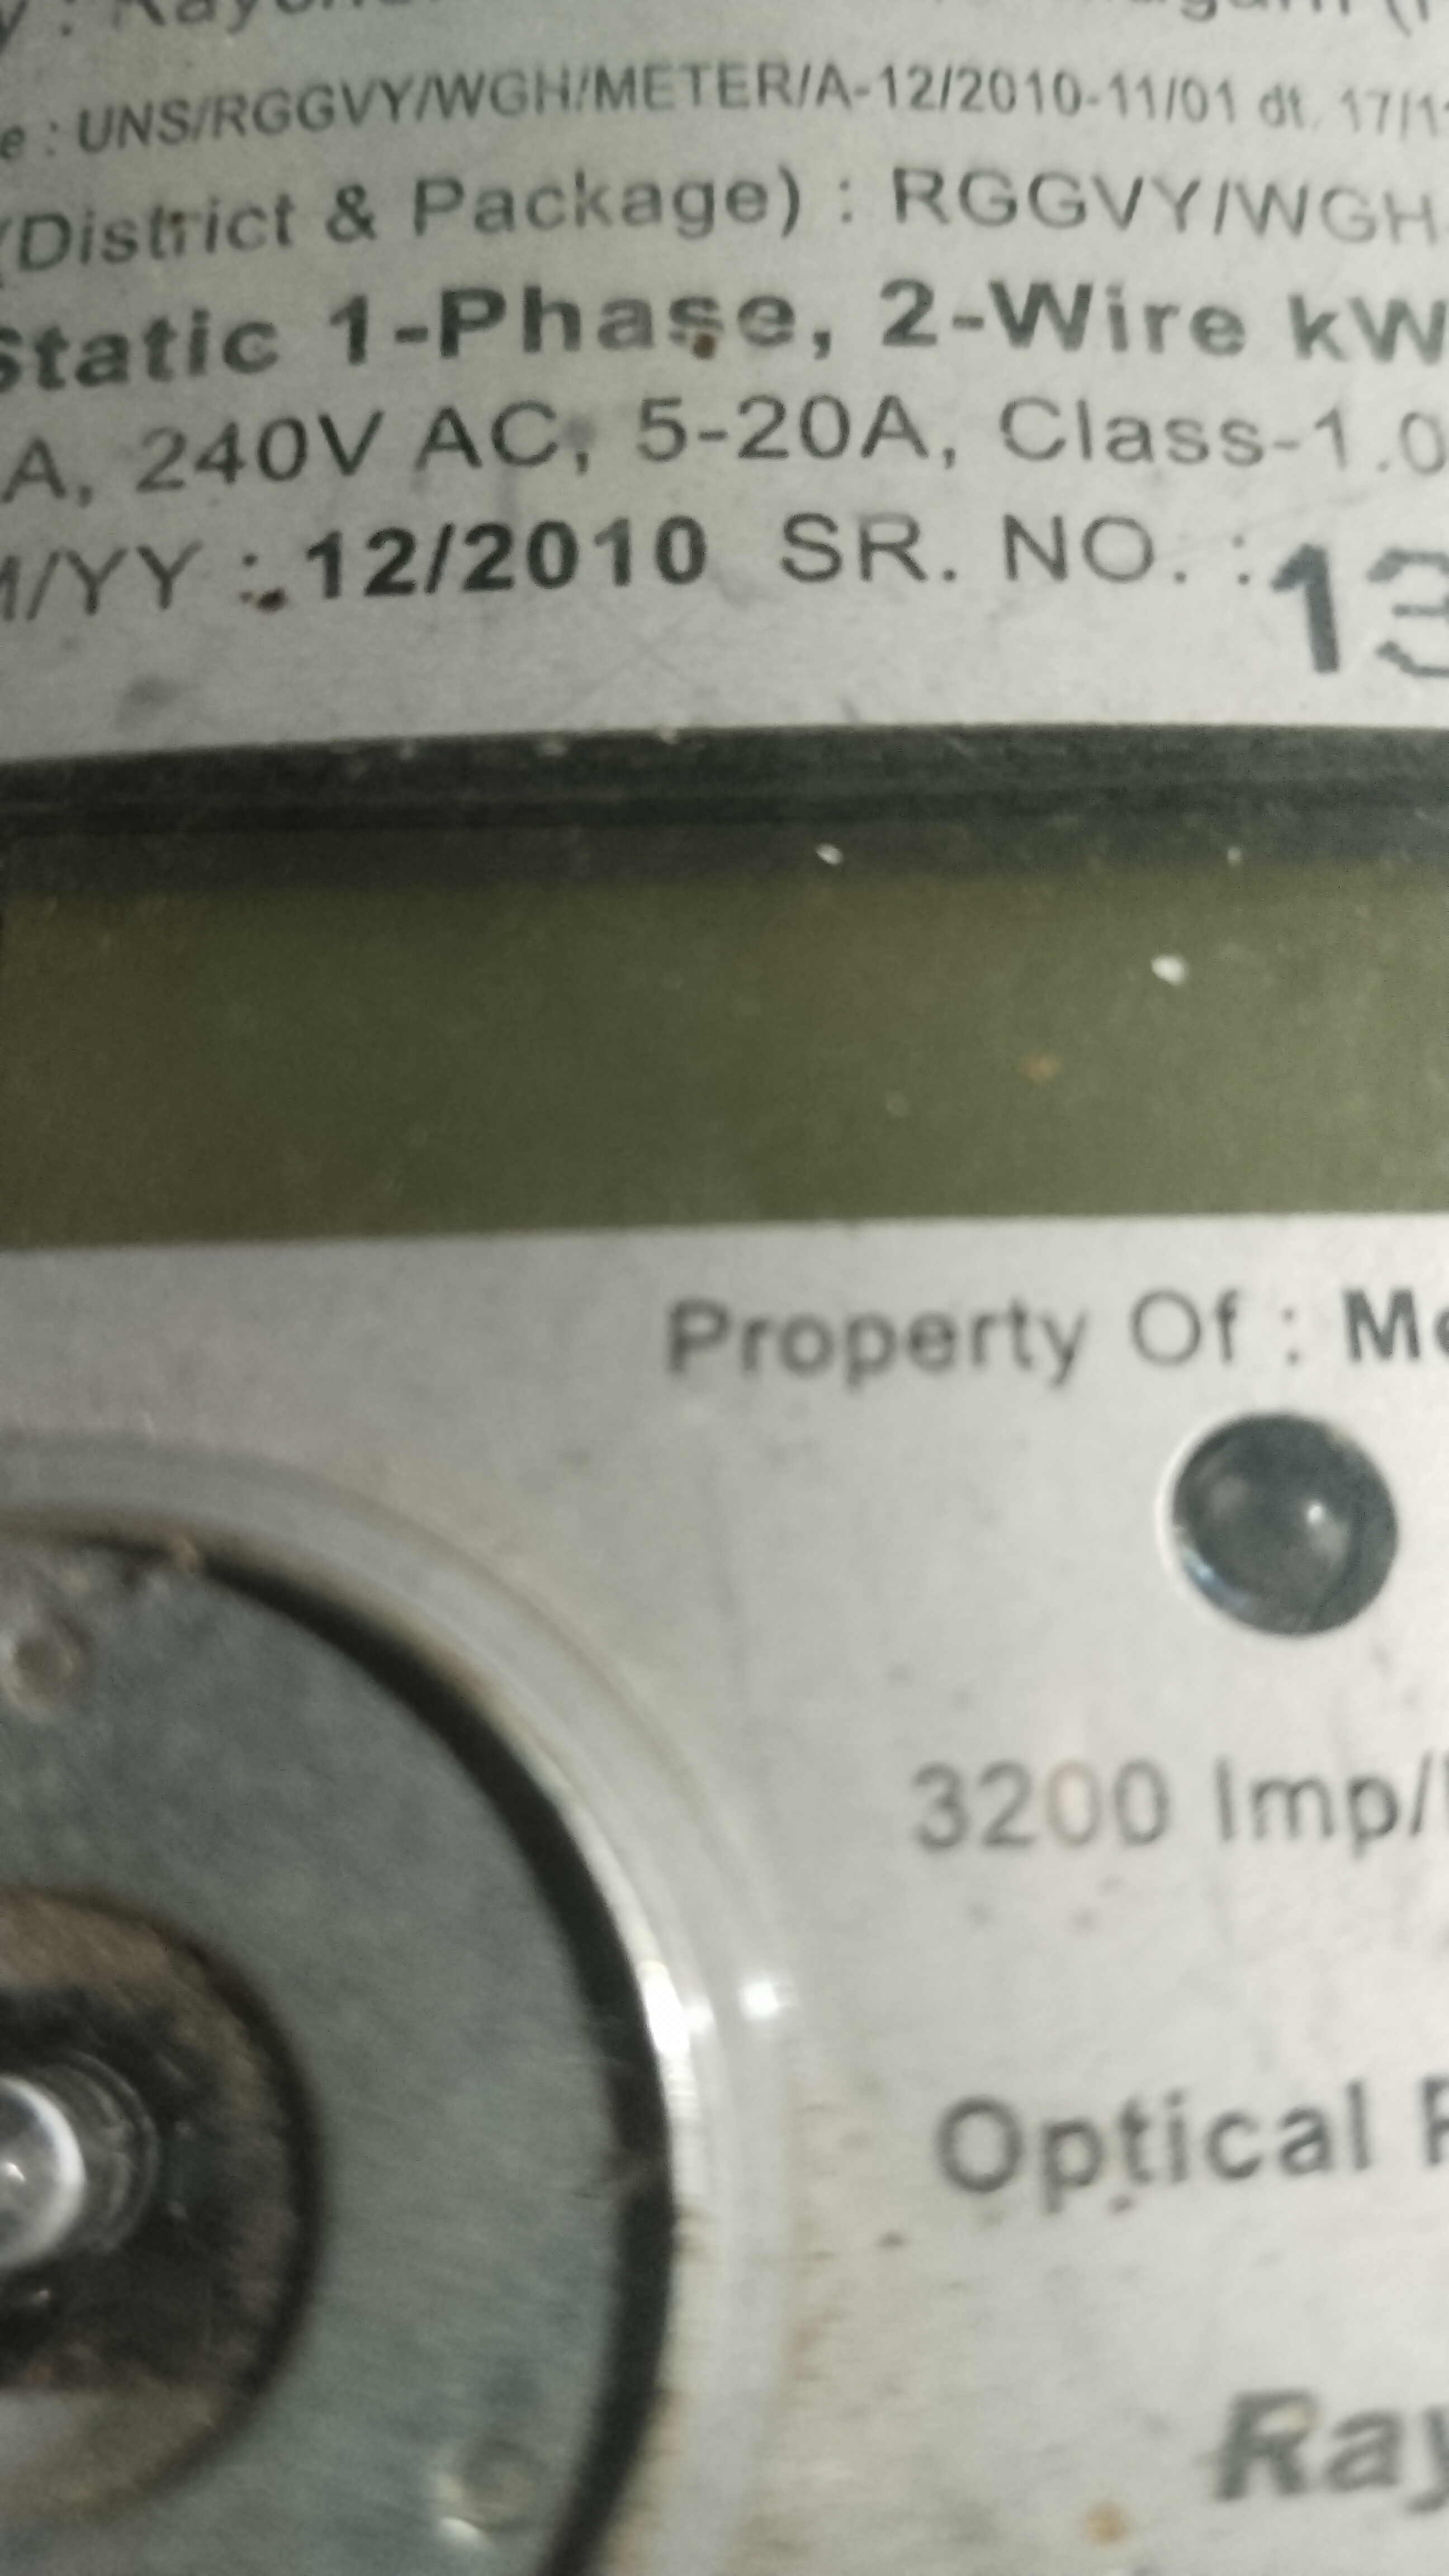 e : UNS/RGGVY/WGH/METER/A-12/2010-11/01 dt. 17/1
(District & Package) : RGGVY/WGH
Static 1-Phase, 2-Wire kW
A, 240V AC, 5-20A, Class-1.0
/YY : 12/2010 SR. NO. : 13
Property Of : M
3200 Imp/
Optical
Ray